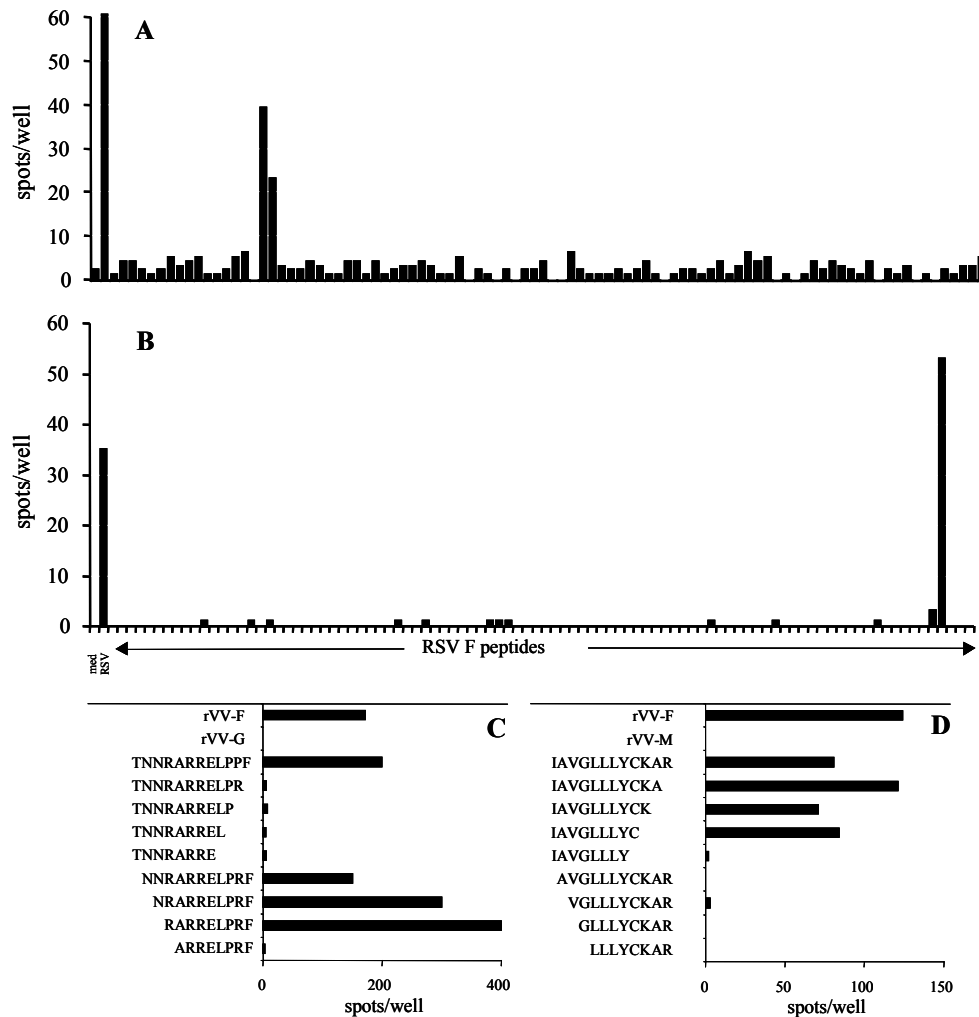 A
60
50
40
30
20
10
0
spots/well
B
60
50
40
30
20
10
0
spots/well
med
RSV
RSV F peptides
C
rVV-F
rVV-G
TNNRARRELPPF
TNNRARRELPR
TNNRARRELP
TNNRARREL
TNNRARRE
NNRARRELPRF
NRARRELPRF
RARRELPRF
ARRELPRF
0 200 400
spots/well
D
rVV-F
rVV-M
IAVGLLLYCKAR
IAVGLLLYCKA
IAVGLLLYCK
IAVGLLLYC
IAVGLLLY
AVGLLLYCKAR
VGLLLYCKAR
GLLLYCKAR
LLLYCKAR
0 50 100 150
spots/well